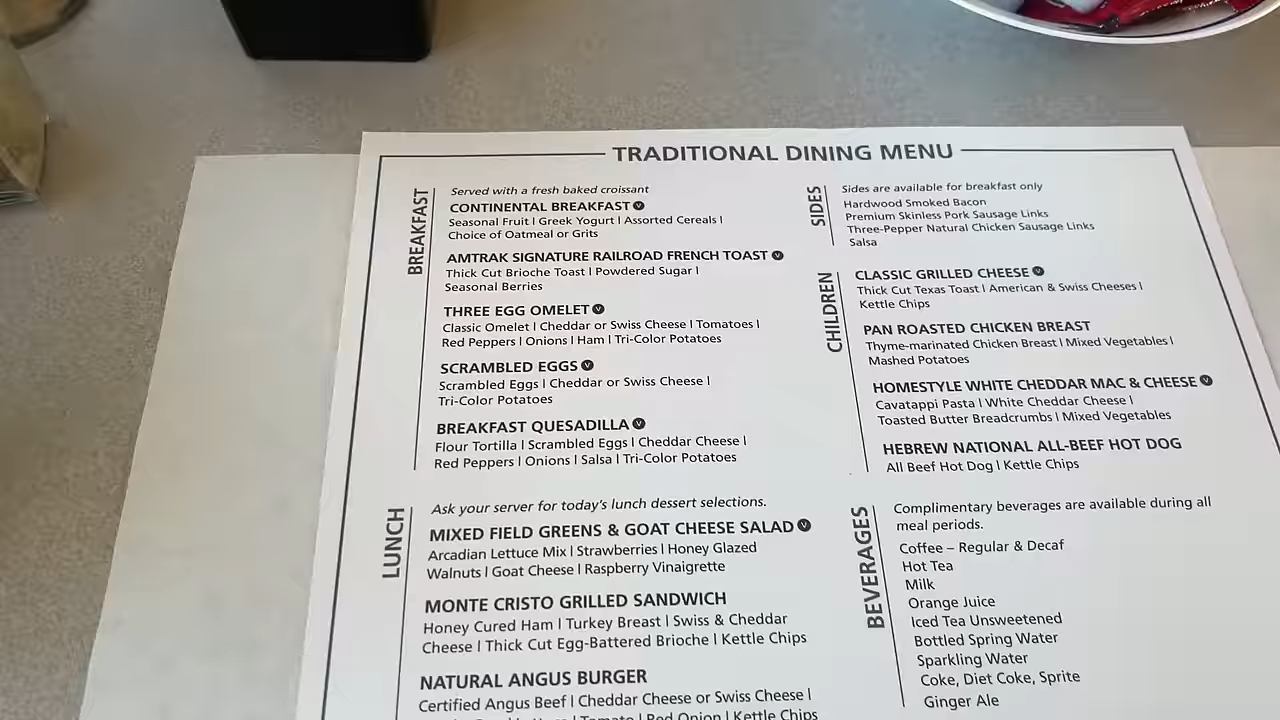 TRADITIONAL DINING MENU
BREAKFAST
Served with a fresh baked croissant
CONTINENTAL BREAKFAST V
Seasonal Fruit | Greek Yogurt | Assorted Cereals |
Choice of Oatmeal or Grits
AMTRAK SIGNATURE RAILROAD FRENCH TOAST V
Thick Cut Brioche Toast | Powdered Sugar |
Seasonal Berries
THREE EGG OMELET V
Classic Omelet | Cheddar or Swiss Cheese | Tomatoes |
Red Peppers | Onions | Ham | Tri-Color Potatoes
SCRAMBLED EGGS V
Scrambled Eggs | Cheddar or Swiss Cheese |
Tri-Color Potatoes
BREAKFAST QUESADILLA V
Flour Tortilla | Scrambled Eggs | Cheddar Cheese |
Red Peppers | Onions | Salsa | Tri-Color Potatoes
LUNCH
Ask your server for today's lunch dessert selections.
MIXED FIELD GREENS & GOAT CHEESE SALAD V
Arcadian Lettuce Mix | Strawberries | Honey Glazed
Walnuts | Goat Cheese | Raspberry Vinaigrette
MONTE CRISTO GRILLED SANDWICH
Honey Cured Ham | Turkey Breast | Swiss & Cheddar
Cheese | Thick Cut Egg-Battered Brioche | Kettle Chips
NATURAL ANGUS BURGER
Certified Angus Beef | Cheddar Cheese or Swiss Cheese |
| Tomato | Red Onion | Kettle Chips
SIDES
Sides are available for breakfast only
Hardwood Smoked Bacon
Premium Skinless Pork Sausage Links
Three-Pepper Natural Chicken Sausage Links
Salsa
CHILDREN
CLASSIC GRILLED CHEESE V
Thick Cut Texas Toast | American & Swiss Cheeses |
Kettle Chips
PAN ROASTED CHICKEN BREAST
Thyme-marinated Chicken Breast | Mixed Vegetables |
Mashed Potatoes
HOMESTYLE WHITE CHEDDAR MAC & CHEESE V
Cavatappi Pasta | White Cheddar Cheese |
Toasted Butter Breadcrumbs | Mixed Vegetables
HEBREW NATIONAL ALL-BEEF HOT DOG
All Beef Hot Dog | Kettle Chips
BEVERAGES
Complimentary beverages are available during all
meal periods.
Coffee – Regular & Decaf
Hot Tea
Milk
Orange Juice
Iced Tea Unsweetened
Bottled Spring Water
Sparkling Water
Coke, Diet Coke, Sprite
Ginger Ale